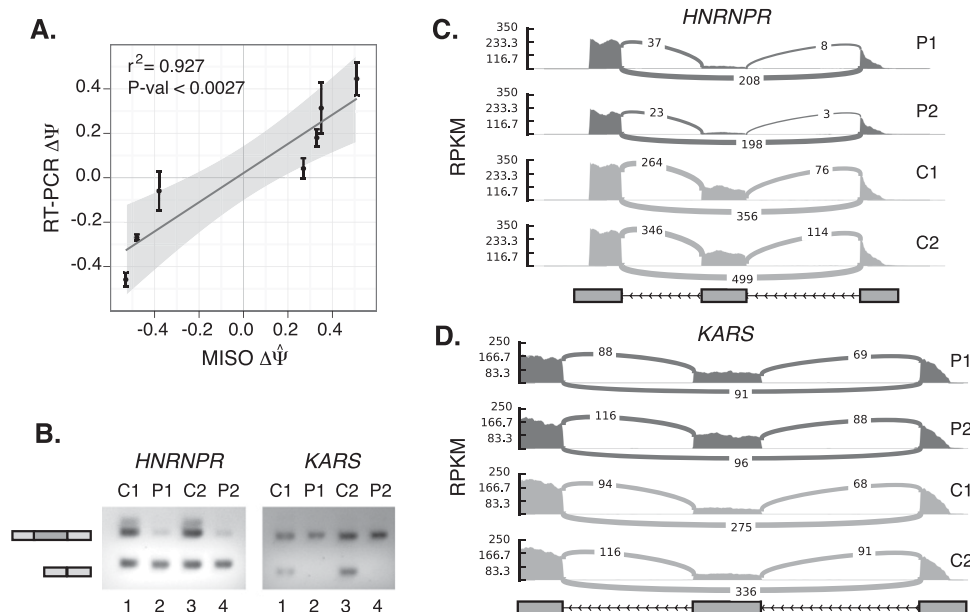 A.
r² = 0.927
P-val < 0.0027
RT-PCR ΔΨ
0.4
0.2
0.0
-0.2
-0.4
-0.4 -0.2 0.0 0.2 0.4
MISO ΔΨ̂
B.
HNRNPR KARS
C1 P1 C2 P2 C1 P1 C2 P2
1 2 3 4 1 2 3 4
C.
HNRNPR
RPKM
350
233.3
116.7
37 8 P1
208
350
233.3
116.7
23 3 P2
198
350
233.3
116.7
264 76 C1
356
350
233.3
116.7
346 114 C2
499
D.
KARS
RPKM
250
166.7
83.3
88 69 P1
91
250
166,7
83.3
116 88 P2
96
250
166.7
83.3
94 68 C1
275
250
166.7
83.3
116 91 C2
336